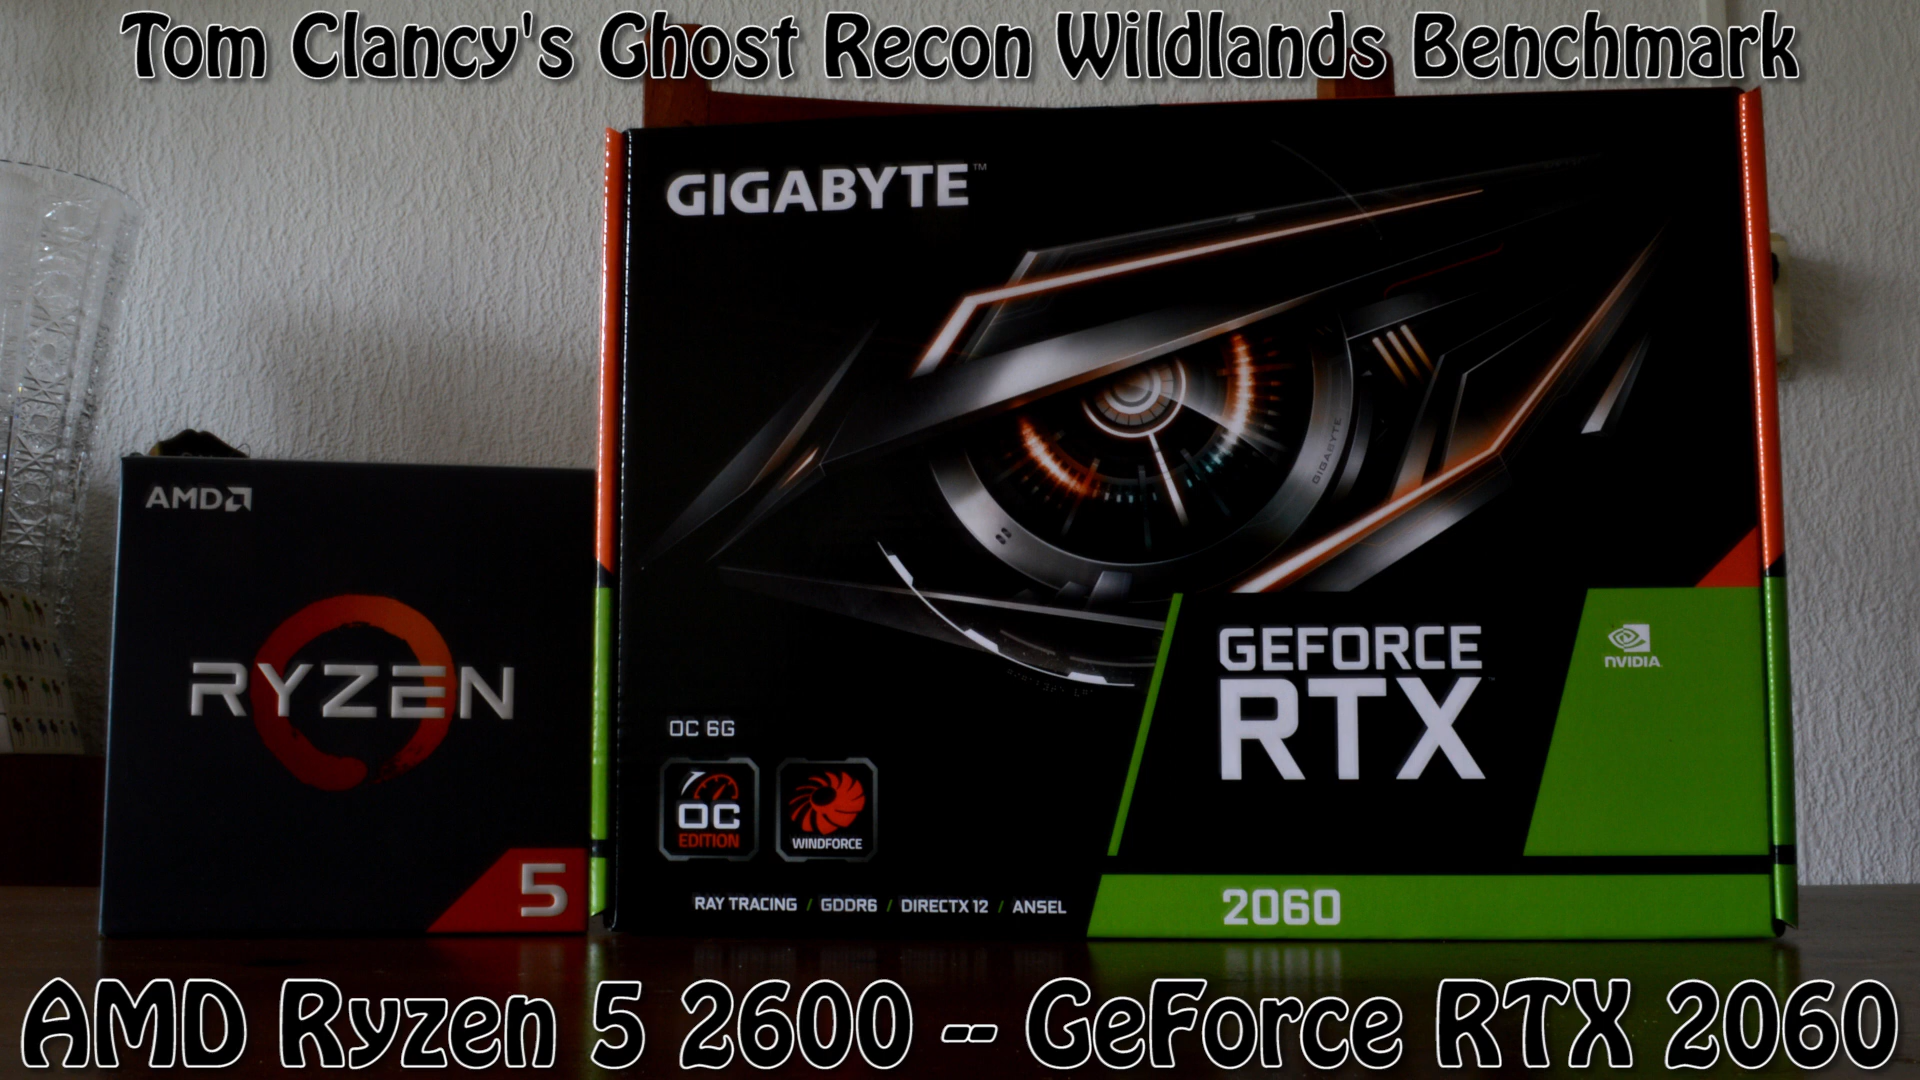 Tom Clancy's Ghost Recon Wildlands Benchmark
GIGABYTE™
GIGABYTE
AMD
RYZEN
5
OC 6G
OC
EDITION
WINDFORCE
RAY TRACING / GDDR6 / DIRECTX 12 / ANSEL
GEFORCE
RTX
NVIDIA
2060
AMD Ryzen 5 2600 -- GeForce RTX 2060